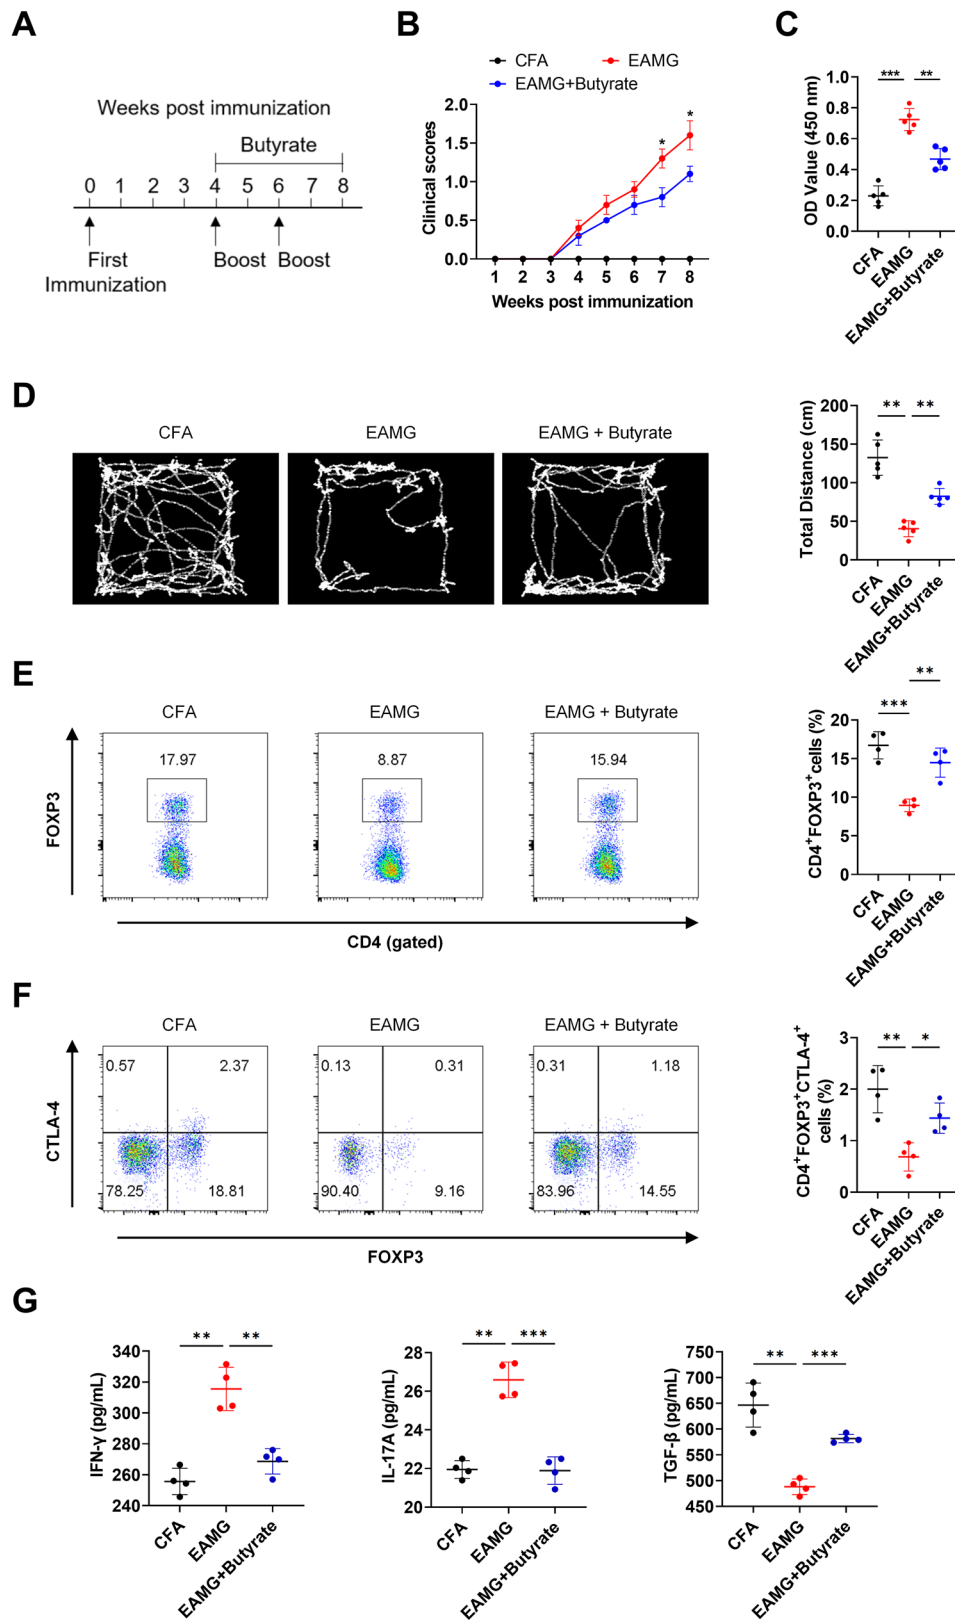 A
Weeks post immunization
Butyrate
0 1 2 3 4 5 6 7 8
First
Immunization
Boost Boost
B
CFA EAMG
EAMG+Butyrate
Clinical scores
2.0
1.5
1.0
0.5
0.0
* *
1 2 3 4 5 6 7 8
Weeks post immunization
C
OD Value (450 nm)
*** **
1.0
0.8
0.6
0.4
0.2
0.0
CFA
EAMG
EAMG+Butyrate
D
CFA EAMG EAMG + Butyrate
Total Distance (cm)
** **
200
150
100
50
0
CFA
EAMG
EAMG+Butyrate
E
CFA EAMG EAMG + Butyrate
FOXP3
17.97 8.87 15.94
CD4 (gated)
CD4⁺FOXP3⁺cells (%)
**
***
20
15
10
5
0
CFA
EAMG
EAMG+Butyrate
F
CFA EAMG EAMG + Butyrate
CTLA-4
0.57 2.37 0.13 0.31 0.31 1.18
78.25 18.81 90.40 9.16 83.96 14.55
FOXP3
CD4⁺FOXP3⁺CTLA-4⁺
cells (%)
** *
3
2
1
0
CFA
EAMG
EAMG+Butyrate
G
IFN-γ (pg/mL)
** **
340
320
300
280
260
240
CFA
EAMG
EAMG+Butyrate
IL-17A (pg/mL)
** ***
28
26
24
22
20
CFA
EAMG
EAMG+Butyrate
TGF-β (pg/mL)
** ***
750
700
650
600
550
500
450
CFA
EAMG
EAMG+Butyrate